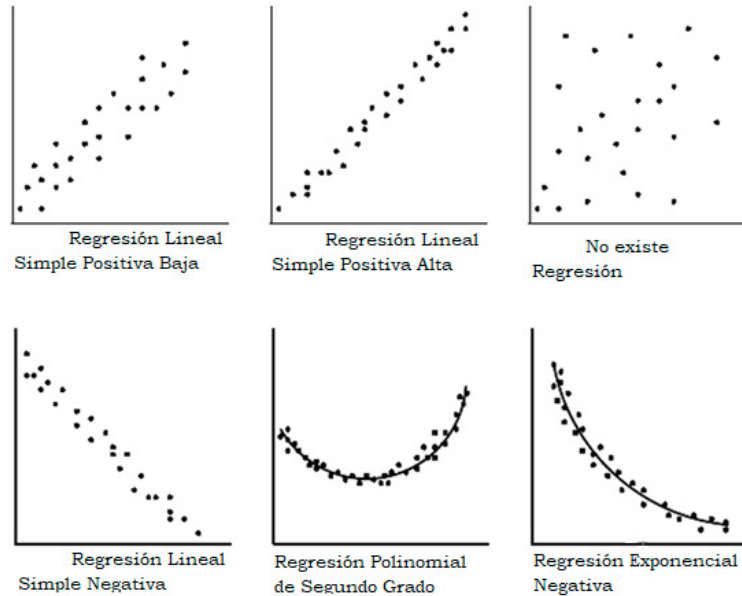 Regresión Lineal
Simple Positiva Baja
Regresión Lineal
Simple Positiva Alta
No existe
Regresión
Regresión Lineal
Simple Negativa
Regresión Polinomial
de Segundo Grado
Regresión Exponencial
Negativa